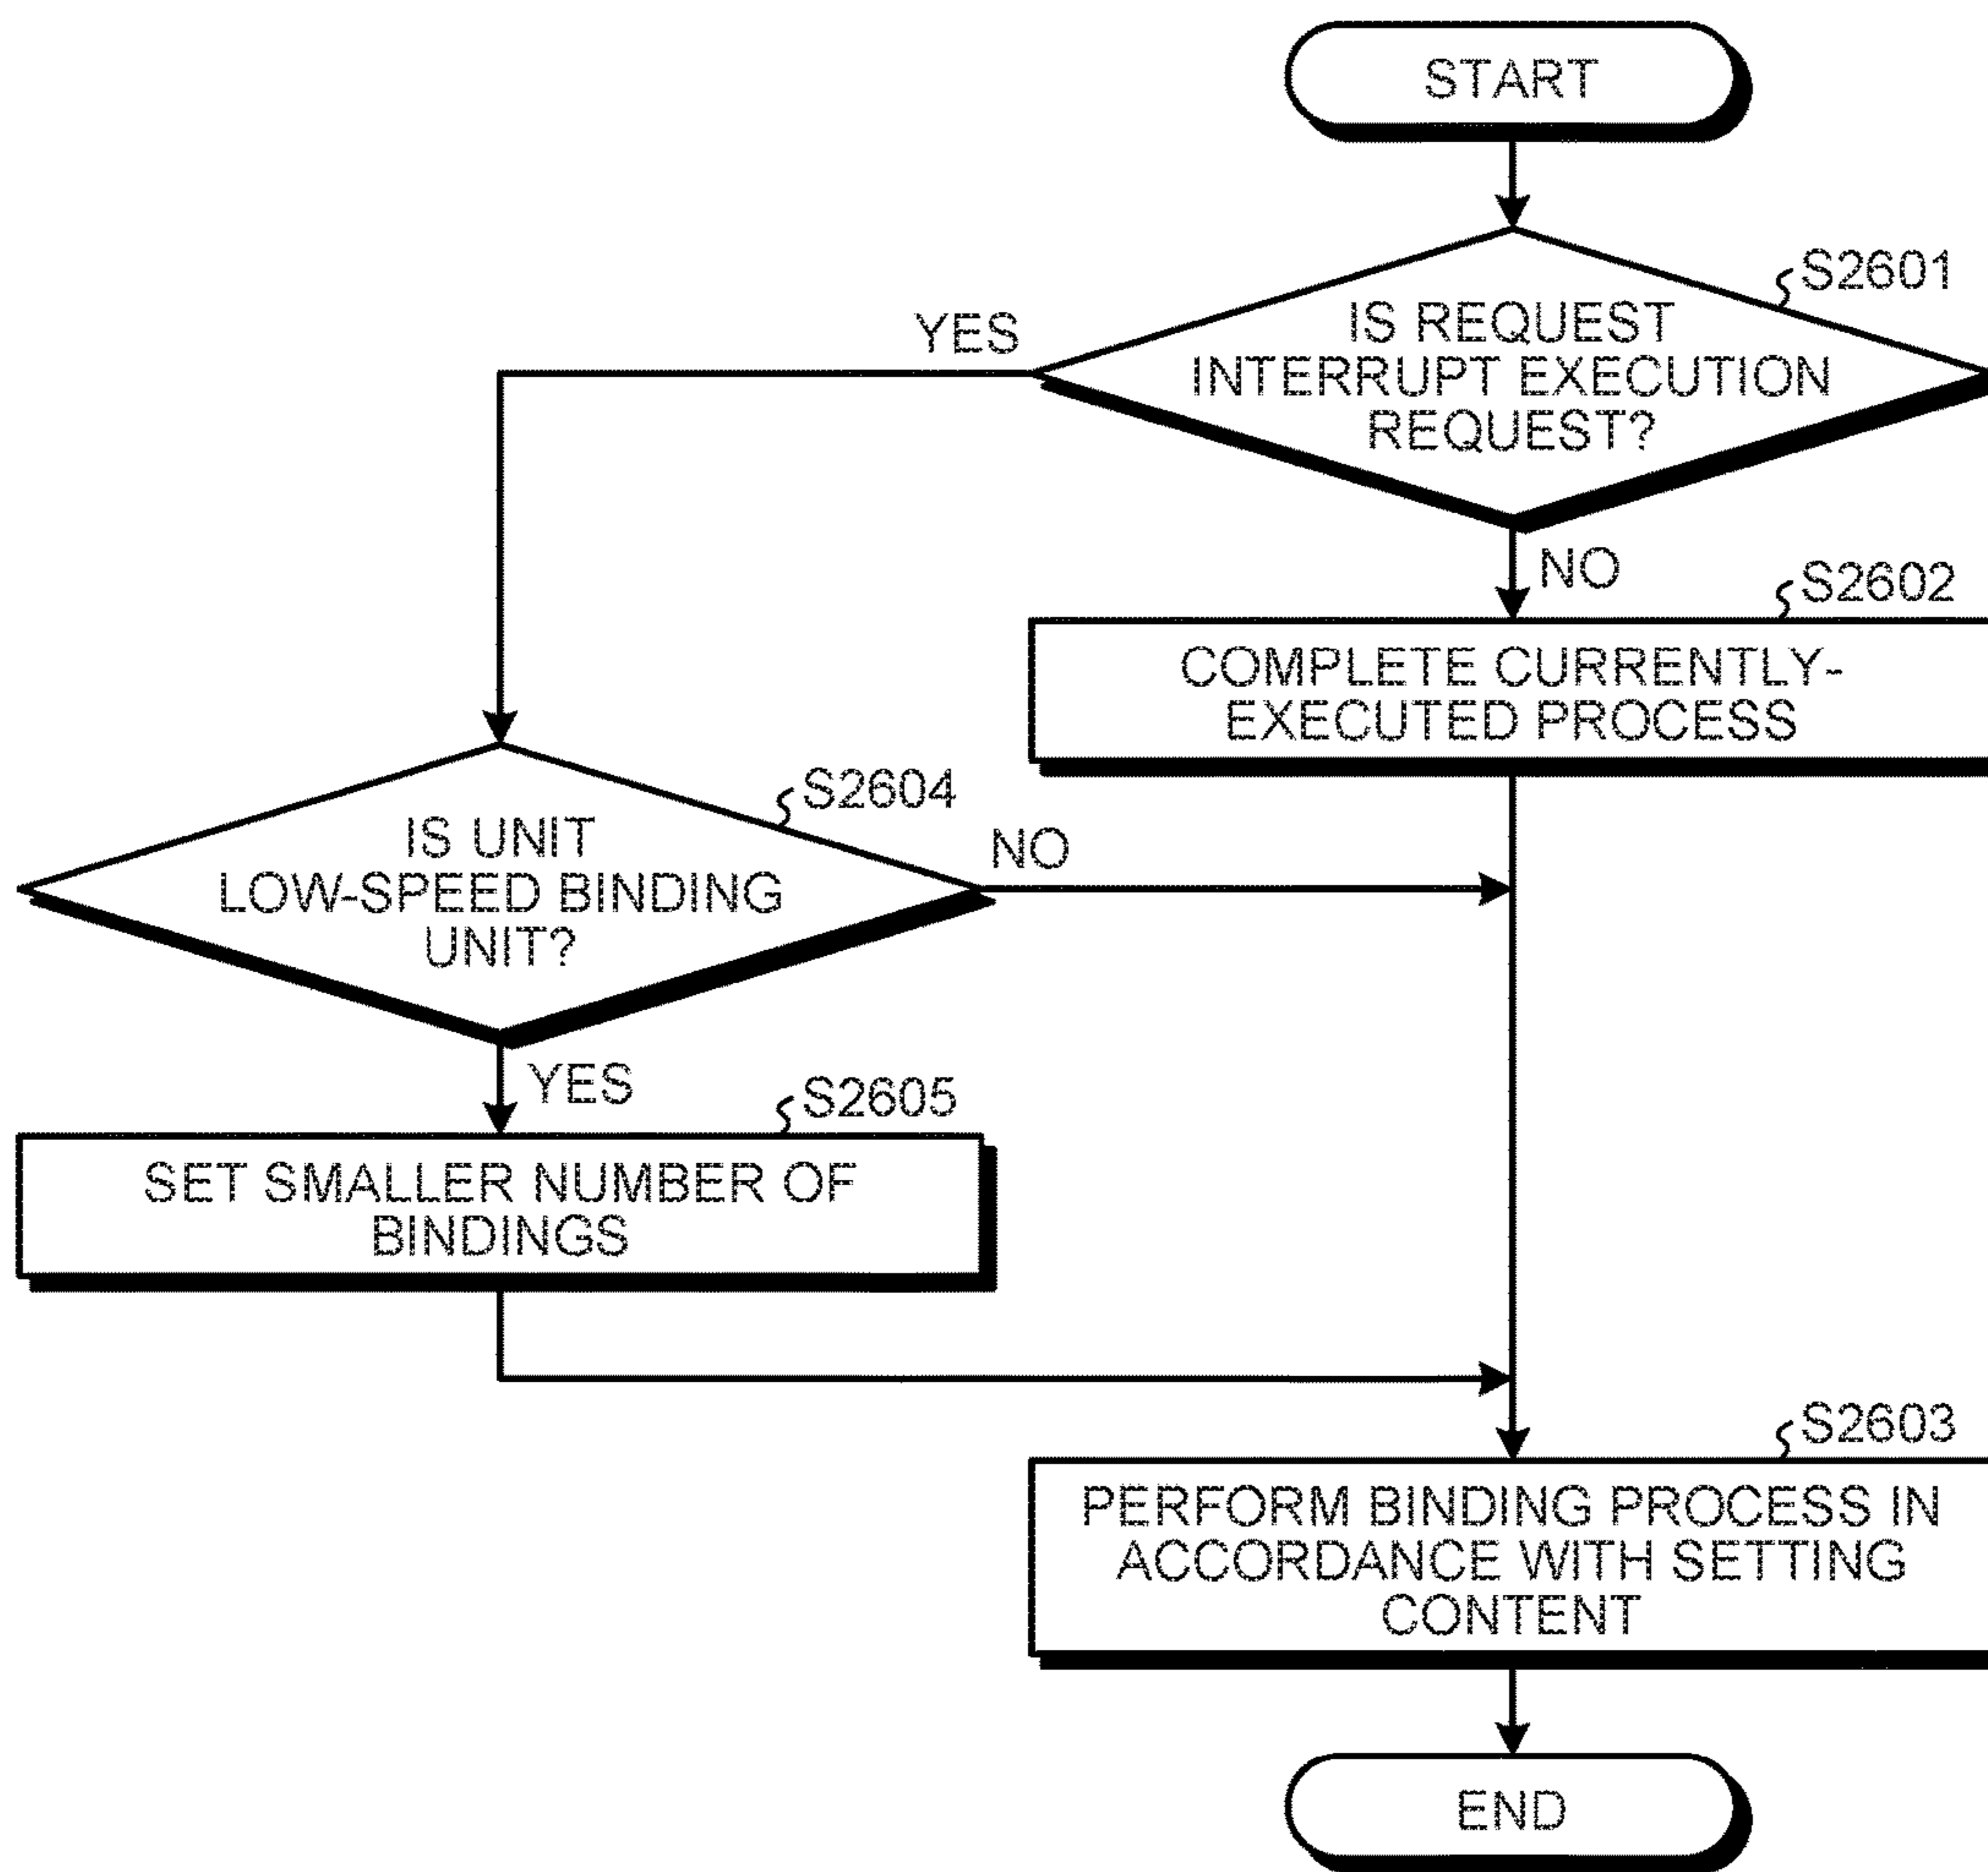 START
S2601
IS REQUEST
INTERRUPT EXECUTION
REQUEST?
YES
NO
S2602
COMPLETE CURRENTLY-
EXECUTED PROCESS
S2604
IS UNIT
LOW-SPEED BINDING
UNIT?
NO
YES
S2605
SET SMALLER NUMBER OF
BINDINGS
S2603
PERFORM BINDING PROCESS IN
ACCORDANCE WITH SETTING
CONTENT
END